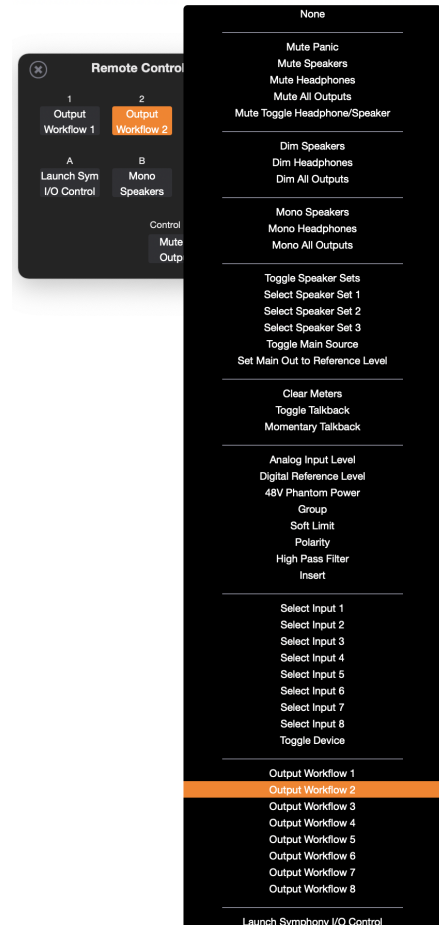 Remote Control
1
2
Output
Workflow 1
Output
Workflow 2
A
B
Launch Sym
I/O Control
Mono
Speakers
Control
Mute
None
Mute Panic
Mute Speakers
Mute Headphones
Mute All Outputs
Mute Toggle Headphone/Speaker
Dim Speakers
Dim Headphones
Dim All Outputs
Mono Speakers
Mono Headphones
Mono All Outputs
Toggle Speaker Sets
Select Speaker Set 1
Select Speaker Set 2
Select Speaker Set 3
Toggle Main Source
Set Main Out to Reference Level
Clear Meters
Toggle Talkback
Momentary Talkback
Analog Input Level
Digital Reference Level
48V Phantom Power
Group
Soft Limit
Polarity
High Pass Filter
Insert
Select Input 1
Select Input 2
Select Input 3
Select Input 4
Select Input 5
Select Input 6
Select Input 7
Select Input 8
Toggle Device
Output Workflow 1
Output Workflow 2
Output Workflow 3
Output Workflow 4
Output Workflow 5
Output Workflow 6
Output Workflow 7
Output Workflow 8
Launch Symphony I/O Control